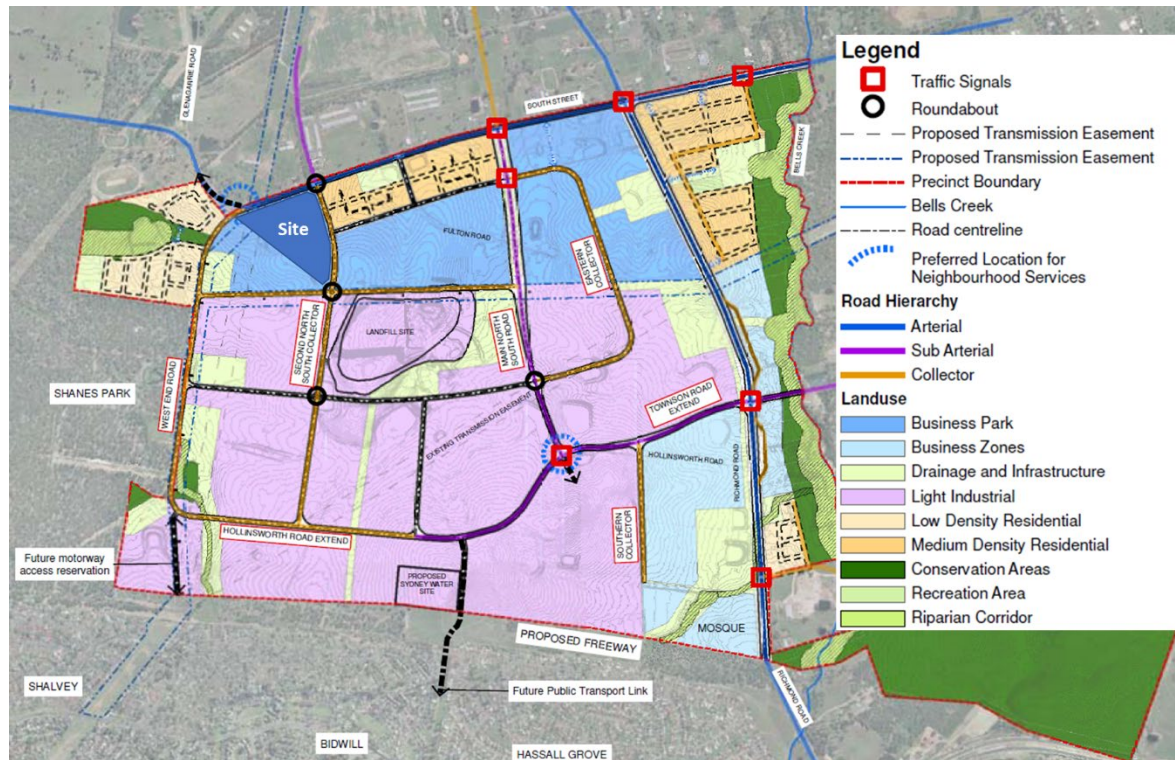 GLENAGWRIE ROAD
SOUTH STREET
BELLS CREEK
Site
FULTON ROAD
EASTERN
COLLECTOR
SECOND NORTH
SOUTH COLLECTOR
LANDFILL SITE
MAIN NORTH
SOUTH ROAD
SHANES PARK
WEST END ROAD
TOWNSON ROAD
EXTEND
EXISTING TRANSMISSION EASEMENT
HOLLINSWORTH ROAD
RICHMOND ROAD
HOLLINSWORTH ROAD EXTEND
SOUTHERN
COLLECTOR
Future motorway
access reservation
PROPOSED
SYDNEY WATER
SITE
PROPOSED FREEWAY
MOSQUE
SHALVEY
Future Public Transport Link
RICHMOND ROAD
BIDWILL
HASSALL GROVE
Legend
Traffic Signals
Roundabout
Proposed Transmission Easement
Proposed Transmission Easement
Precinct Boundary
Bells Creek
Road centreline
Preferred Location for
Neighbourhood Services
Road Hierarchy
Arterial
Sub Arterial
Collector
Landuse
Business Park
Business Zones
Drainage and Infrastructure
Light Industrial
Low Density Residential
Medium Density Residential
Conservation Areas
Recreation Area
Riparian Corridor